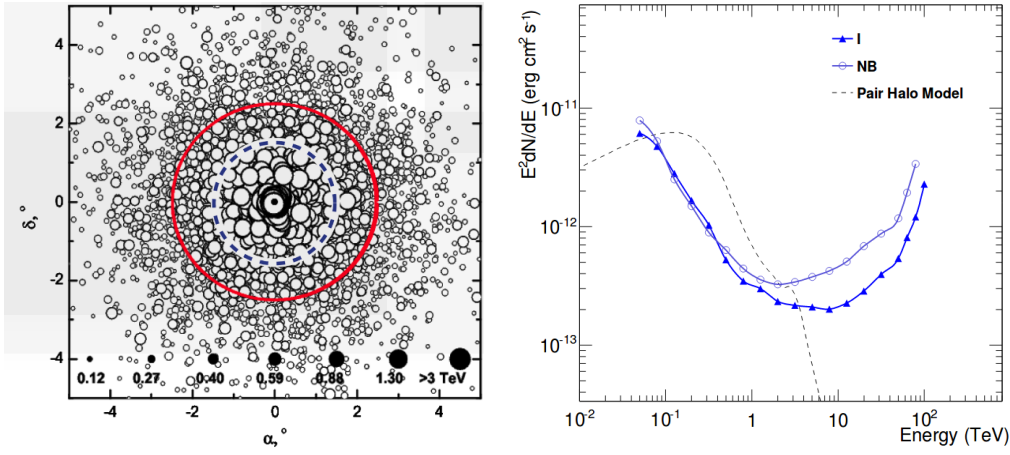 4
2
0
-2
-4
δ,°
0.12 0.27 0.40 0.59 0.88 1.30 >3 TeV
-4 -2 0 2 4
α,°
E²dN/dE (erg cm² s⁻¹)
I
NB
Pair Halo Model
10⁻¹¹
10⁻¹²
10⁻¹³
10⁻² 10⁻¹ 1 10 10²
Energy (TeV)